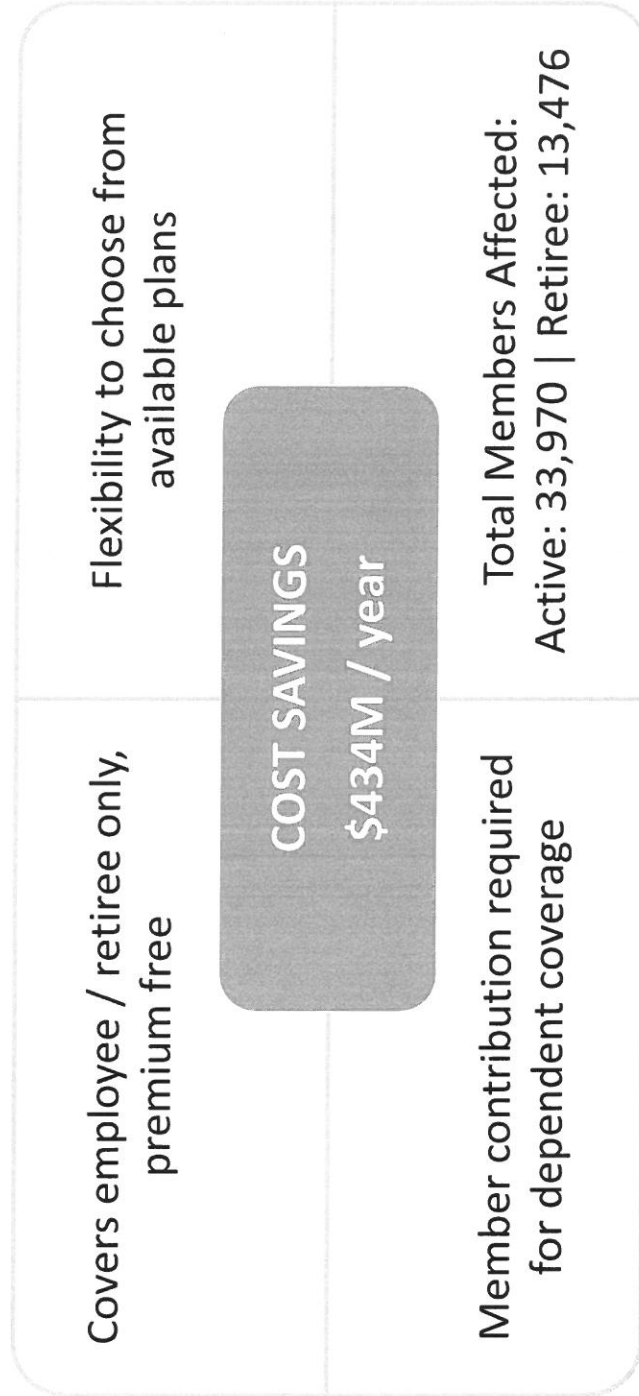 Covers employee / retiree only,
premium free
Flexibility to choose from
available plans
COST SAVINGS
$434M / year
Member contribution required
for dependent coverage
Total Members Affected:
Active: 33,970 | Retiree: 13,476